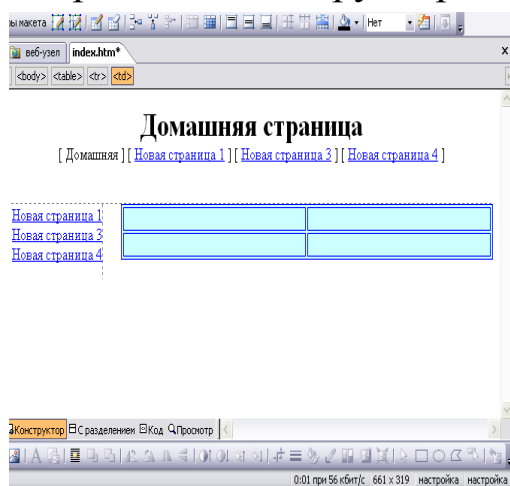 ы макета Нет
веб-узел index.htm* x
<body> <table> <tr> <td>
Домашняя страница
[ Домашняя ] [ Новая страница 1 ] [ Новая страница 3 ] [ Новая страница 4 ]
Новая страница 1
Новая страница 3
Новая страница 4
Конструктор С разделением Код Просмотр
0:01 при 56 кбит/с 661 x 319 настройка настройка